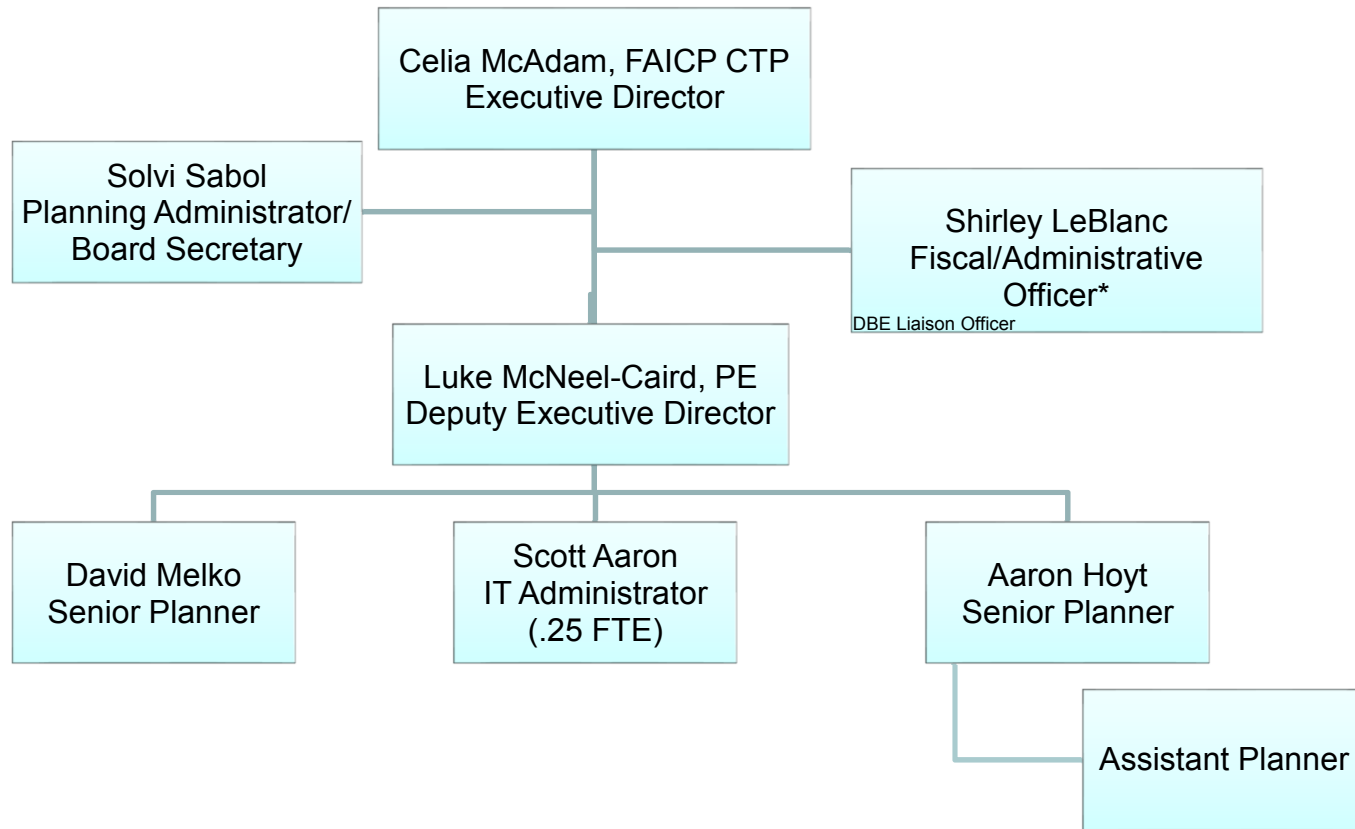 Celia McAdam, FAICP CTP
Executive Director
Solvi Sabol
Planning Administrator/
Board Secretary
Shirley LeBlanc
Fiscal/Administrative
Officer*
DBE Liaison Officer
Luke McNeel-Caird, PE
Deputy Executive Director
David Melko
Senior Planner
Scott Aaron
IT Administrator
(.25 FTE)
Aaron Hoyt
Senior Planner
Assistant Planner